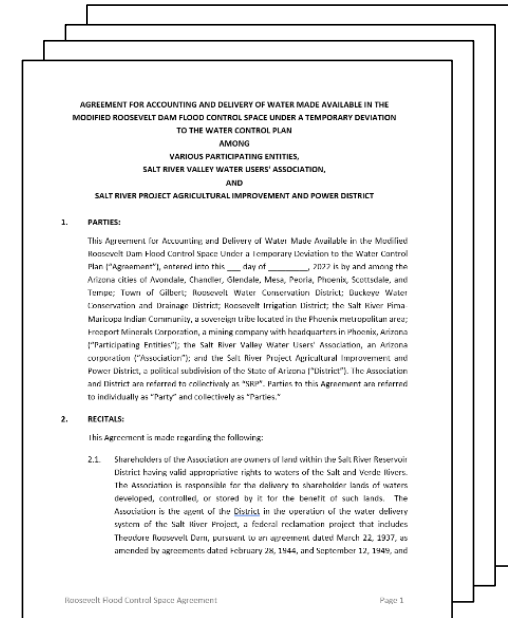 AGREEMENT FOR ACCOUNTING AND DELIVERY OF WATER MADE AVAILABLE IN THE
MODIFIED ROOSEVELT DAM FLOOD CONTROL SPACE UNDER A TEMPORARY DEVIATION
TO THE WATER CONTROL PLAN
AMONG
VARIOUS PARTICIPATING ENTITIES,
SALT RIVER VALLEY WATER USERS' ASSOCIATION,
AND
SALT RIVER PROJECT AGRICULTURAL IMPROVEMENT AND POWER DISTRICT
1. PARTIES:
This Agreement for Accounting and Delivery of Water Made Available in the Modified
Roosevelt Dam Flood Control Space Under a Temporary Deviation to the Water Control
Plan ("Agreement"), entered into this ___ day of ________, 2022 is by and among the
Arizona cities of Avondale, Chandler, Glendale, Mesa, Peoria, Phoenix, Scottsdale, and
Tempe; Town of Gilbert; Roosevelt Water Conservation District; Buckeye Water
Conservation and Drainage District; Roosevelt Irrigation District; the Salt River Pima-
Maricopa Indian Community, a sovereign tribe located in the Phoenix metropolitan area;
Freeport Minerals Corporation, a mining company with headquarters in Phoenix, Arizona
("Participating Entities"); the Salt River Valley Water Users' Association, an Arizona
corporation ("Association"); and the Salt River Project Agricultural Improvement and
Power District, a political subdivision of the State of Arizona ("District"). The Association
and District are referred to collectively as "SRP". Parties to this Agreement are referred
to individually as "Party" and collectively as "Parties."
2. RECITALS:
This Agreement is made regarding the following:
2.1. Shareholders of the Association are owners of land within the Salt River Reservoir
District having valid appropriative rights to waters of the Salt and Verde Rivers.
The Association is responsible for the delivery to shareholder lands of waters
developed, controlled, or stored by it for the benefit of such lands. The
Association is the agent of the District in the operation of the water delivery
system of the Salt River Project, a federal reclamation project that includes
Theodore Roosevelt Dam, pursuant to an agreement dated March 22, 1937, as
amended by agreements dated February 28, 1944, and September 12, 1949, and
Roosevelt Flood Control Space Agreement Page 1